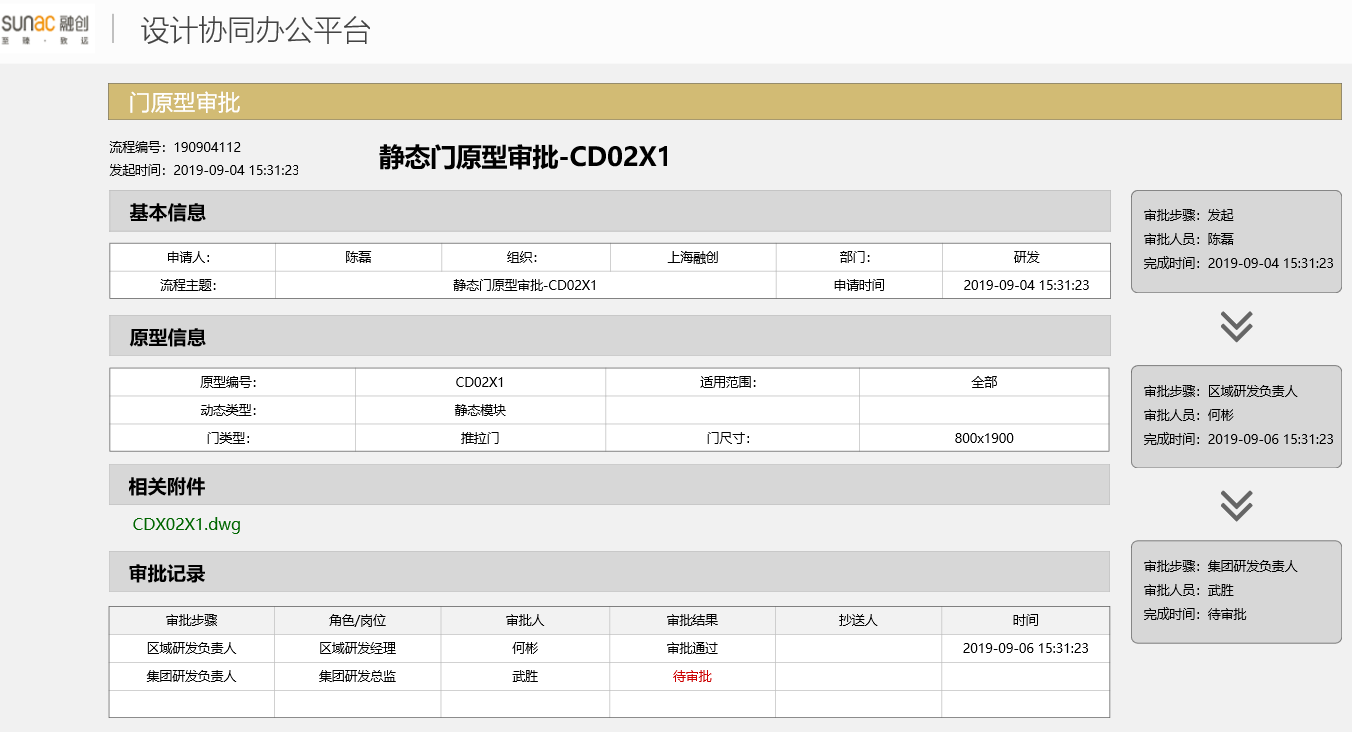 sunac 融创
至臻·致远
设计协同办公平台
门原型审批
流程编号：190904112
发起时间：2019-09-04 15:31:23
静态门原型审批-CD02X1
基本信息
申请人： 陈磊 组织： 上海融创 部门： 研发
流程主题： 静态门原型审批-CD02X1 申请时间 2019-09-04 15:31:23
原型信息
原型编号： CD02X1 适用范围： 全部
动态类型： 静态模块
门类型： 推拉门 门尺寸： 800x1900
相关附件
CDX02X1.dwg
审批记录
审批步骤 角色/岗位 审批人 审批结果 抄送人 时间
区域研发负责人 区域研发经理 何彬 审批通过 2019-09-06 15:31:23
集团研发负责人 集团研发总监 武胜 待审批
审批步骤：发起
审批人员：陈磊
完成时间：2019-09-04 15:31:23
审批步骤：区域研发负责人
审批人员：何彬
完成时间：2019-09-06 15:31:23
审批步骤：集团研发负责人
审批人员：武胜
完成时间：待审批